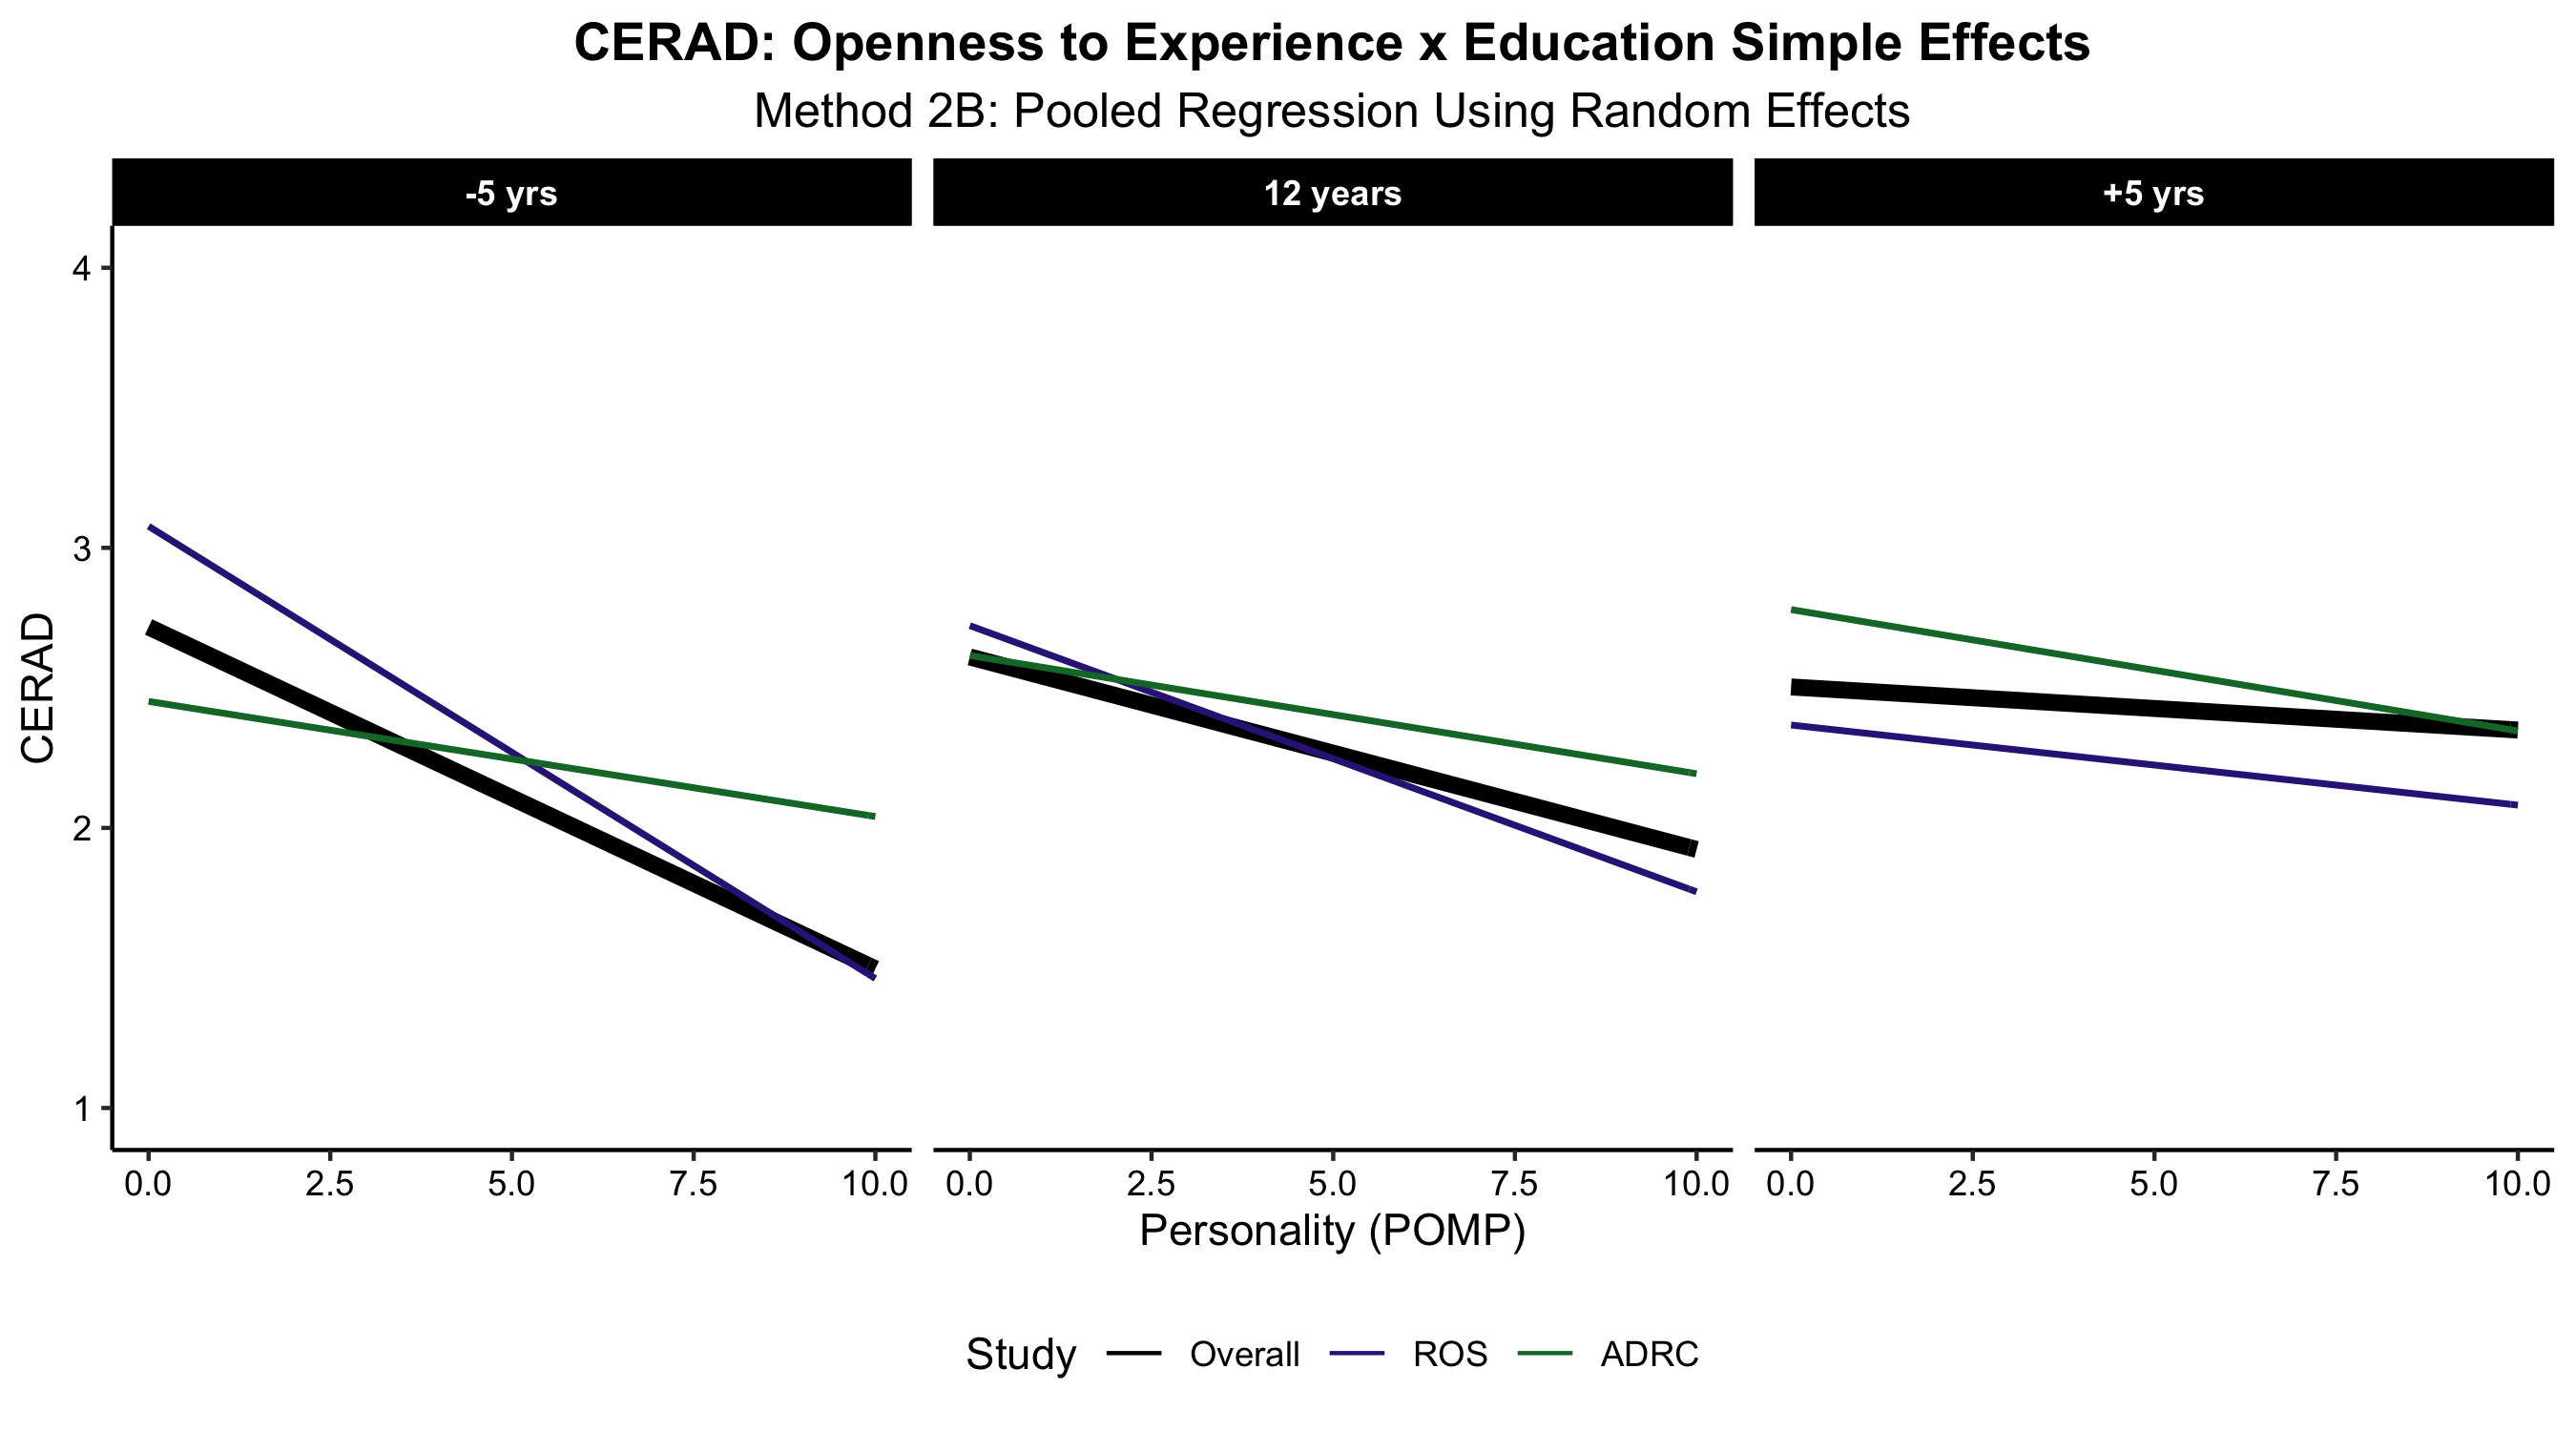 CERAD: Openness to Experience x Education Simple Effects
Method 2B: Pooled Regression Using Random Effects
-5 yrs
12 years
+5 yrs
CERAD
4
3
2
1
0.0 2.5 5.0 7.5 10.0
0.0 2.5 5.0 7.5 10.0
0.0 2.5 5.0 7.5 10.0
Personality (POMP)
Study Overall ROS ADRC